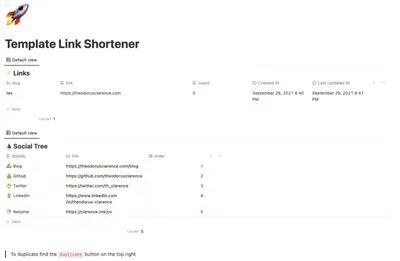 Template Link Shortener
Default view
Links
slug link count Created At Last Updated At
tes https://theodorusclarence.com 0 September 29, 2021 8:40 PM September 29, 2021 8:41 PM
+ New
COUNT 1
Default view
Social Tree
display link order
Blog https://theodorusclarence.com/blog 1
Github https://github.com/theodorusclarence 2
Twitter https://twitter.com/th_clarence 3
LinkedIn https://www.linkedin.com/in/theodorus-clarence 4
Resume https://clarence.link/cv 5
+ New
COUNT 5
To duplicate find the Duplicate button on the top right